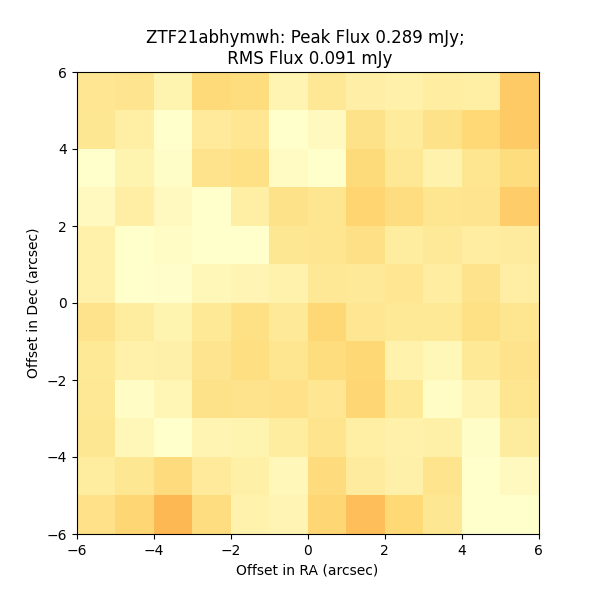 ZTF21abhymwh: Peak Flux 0.289 mJy;
RMS Flux 0.091 mJy
6
4
2
0
−2
−4
−6
Offset in Dec (arcsec)
−6 −4 −2 0 2 4 6
Offset in RA (arcsec)